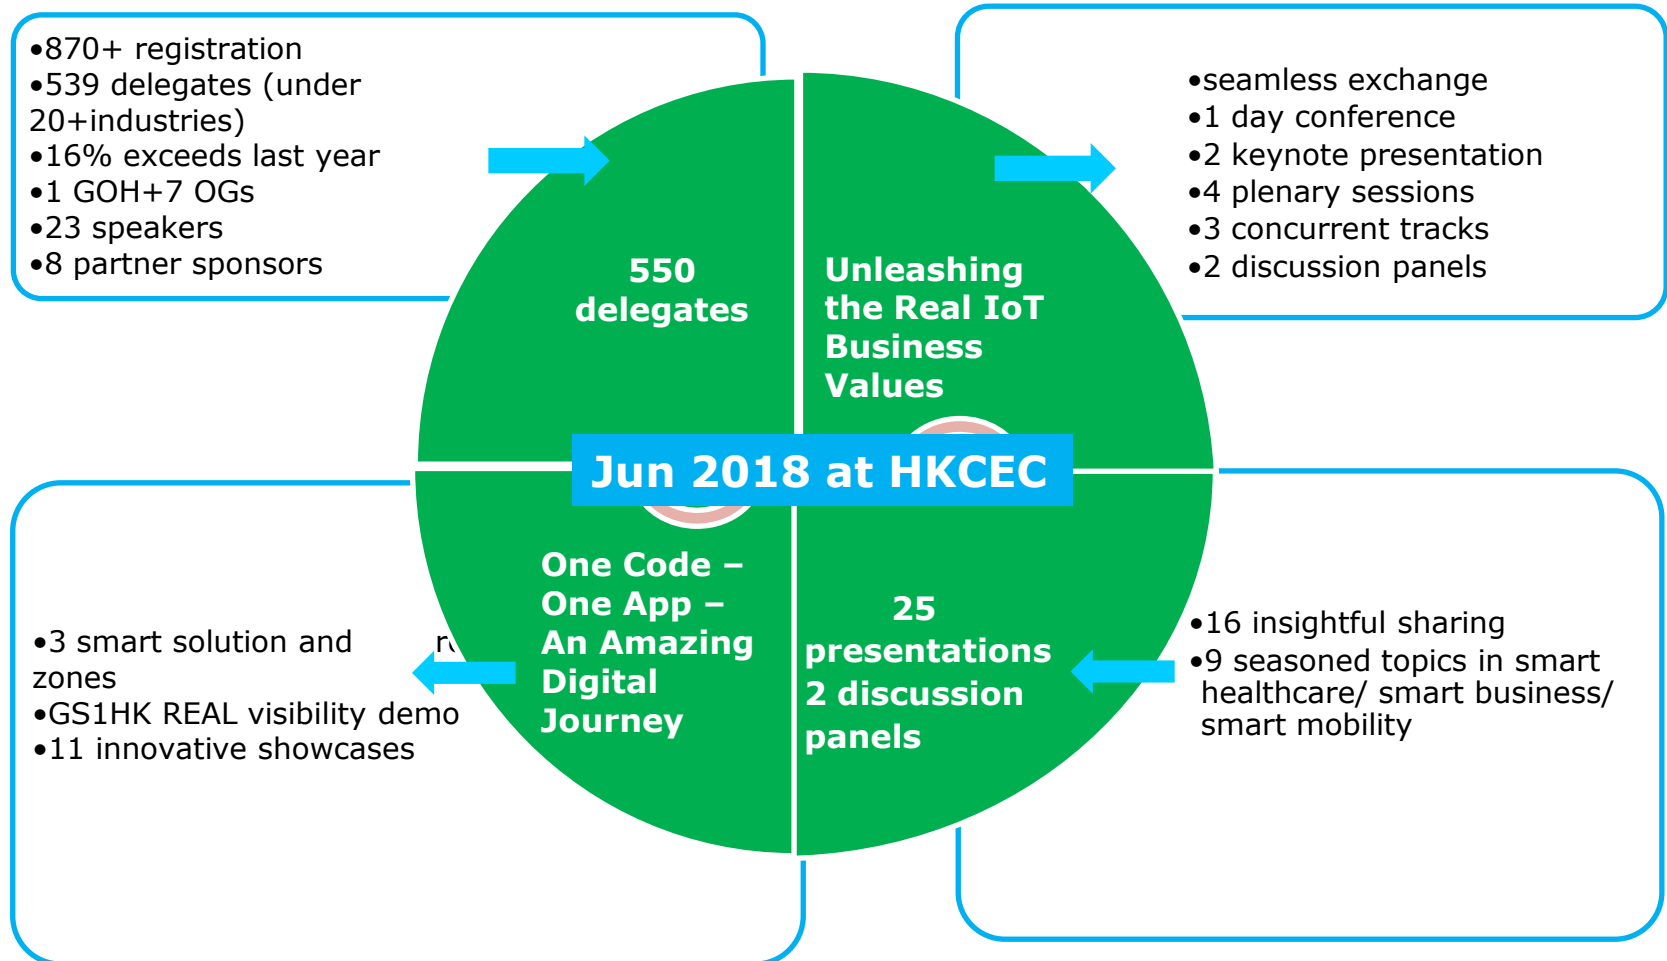 •870+ registration
•539 delegates (under
20+industries)
•16% exceeds last year
•1 GOH+7 OGs
•23 speakers
•8 partner sponsors
•seamless exchange
•1 day conference
•2 keynote presentation
•4 plenary sessions
•3 concurrent tracks
•2 discussion panels
550
delegates
Unleashing
the Real IoT
Business
Values
Jun 2018 at HKCEC
One Code –
One App –
An Amazing
Digital
Journey
25
presentations
2 discussion
panels
•3 smart solution and
zones
•GS1HK REAL visibility demo
•11 innovative showcases
•16 insightful sharing
•9 seasoned topics in smart
healthcare/ smart business/
smart mobility